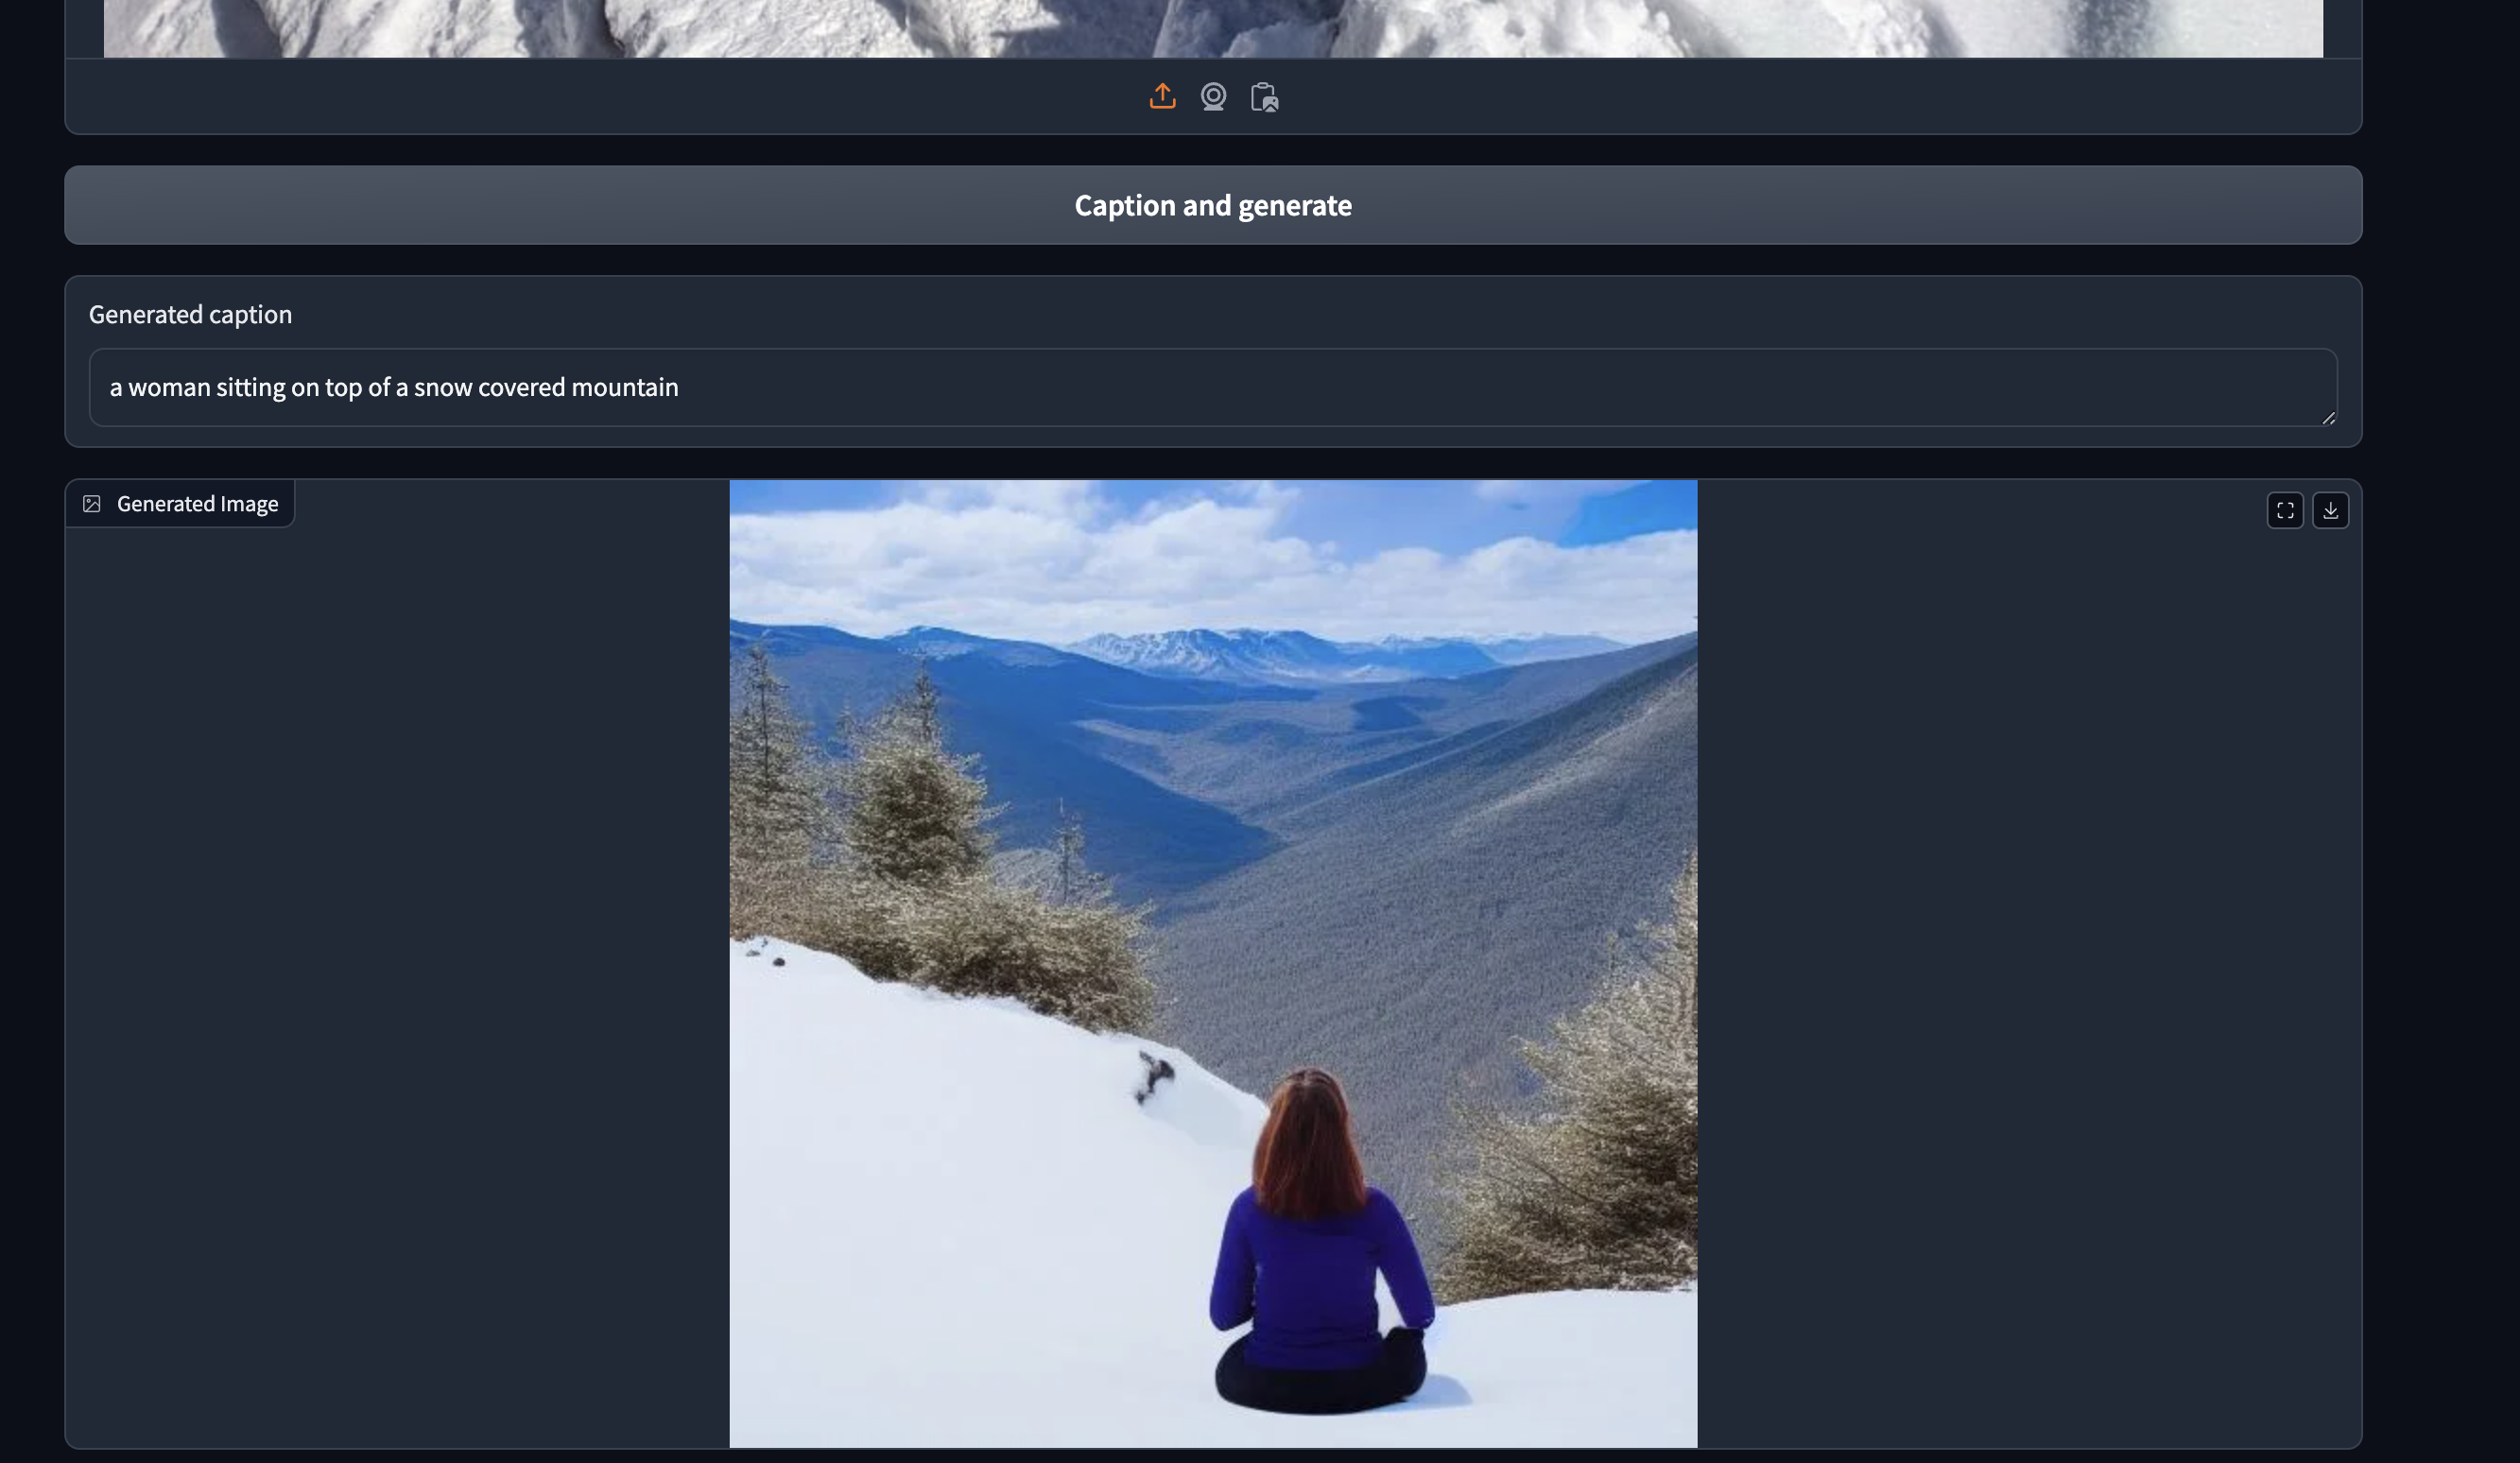 Caption and generate
Generated caption
a woman sitting on top of a snow covered mountain
Generated Image